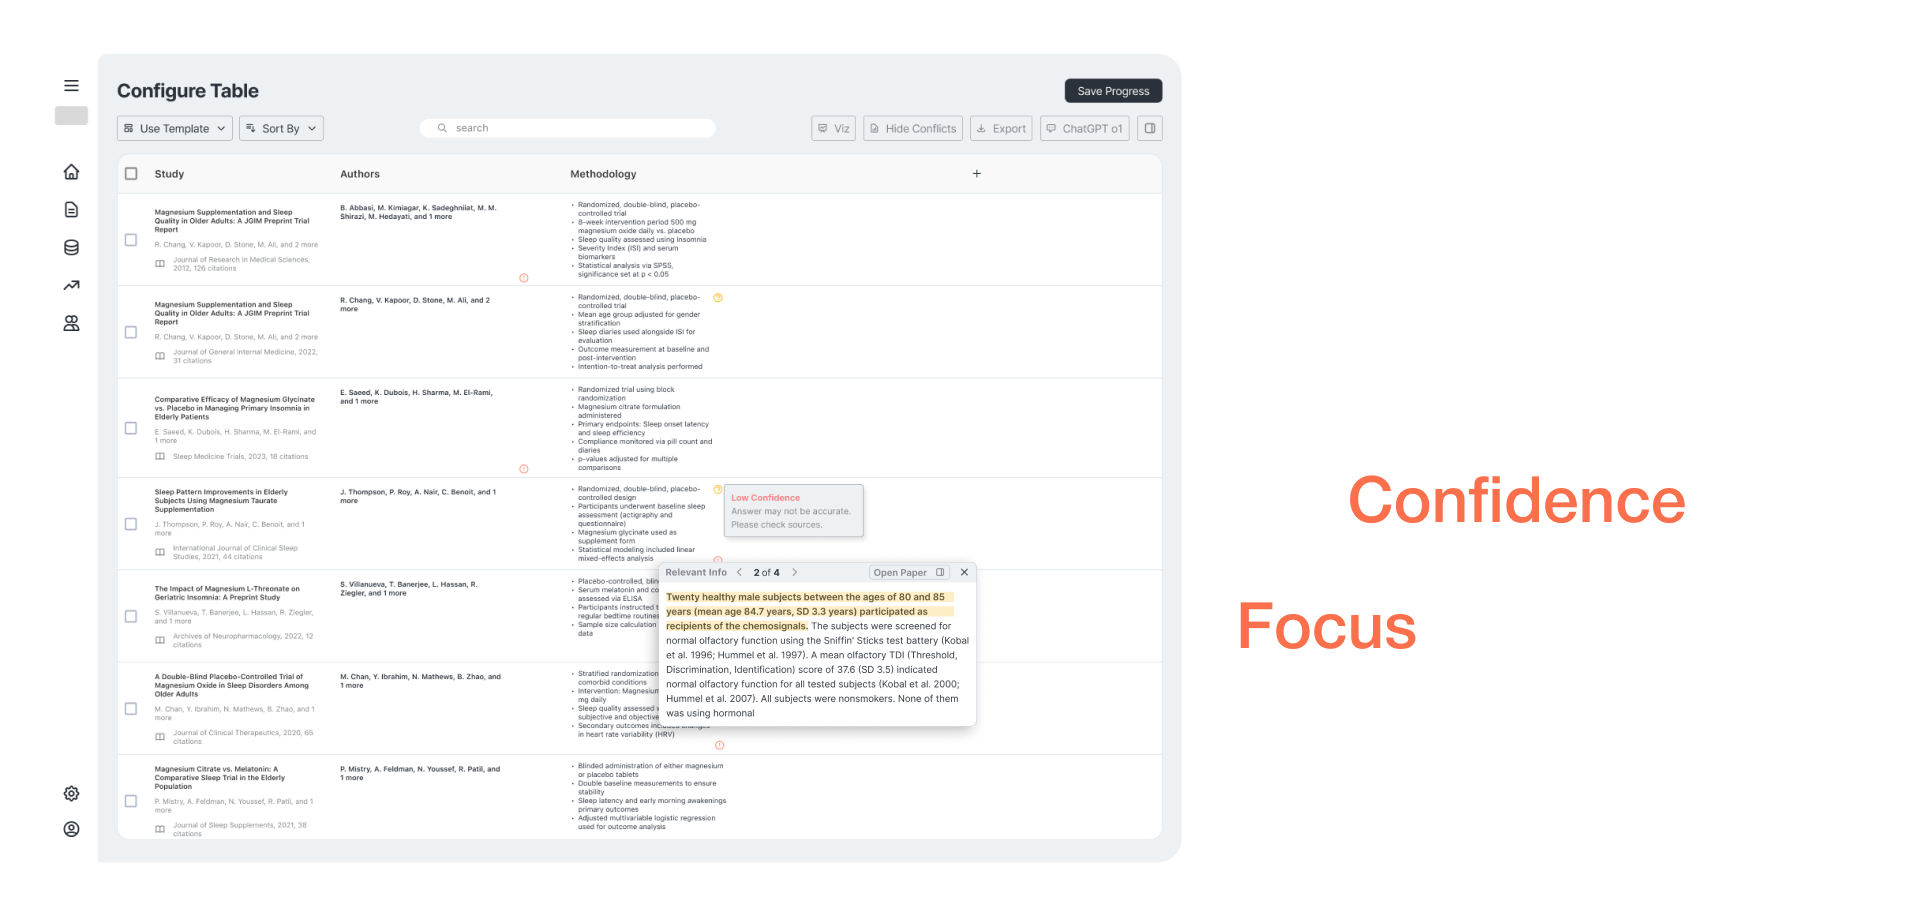 Configure Table
Save Progress
Use Template
Sort By
search
Viz
Hide Conflicts
Export
ChatGPT o1
Study
Authors
Methodology
+
Magnesium Supplementation and Sleep
Quality in Older Adults: A JGIM Preprint Trial
Report
R. Chang, V. Kapoor, D. Stone, M. Ali, and 2 more
Journal of Research in Medical Sciences,
2012, 126 citations
B. Abbasi, M. Kimiagar, K. Sadeghniiat, M. M.
Shirazi, M. Hedayati, and 1 more
• Randomized, double-blind, placebo-
controlled trial
• 8-week intervention period 500 mg
magnesium oxide daily vs. placebo
• Sleep quality assessed using Insomnia
• Severity Index (ISI) and serum
biomarkers
• Statistical analysis via SPSS,
significance set at p < 0.05
Magnesium Supplementation and Sleep
Quality in Older Adults: A JGIM Preprint Trial
Report
R. Chang, V. Kapoor, D. Stone, M. Ali, and 2 more
Journal of General Internal Medicine, 2022,
31 citations
R. Chang, V. Kapoor, D. Stone, M. Ali, and 2
more
• Randomized, double-blind, placebo-
controlled trial
• Mean age group adjusted for gender
stratification
• Sleep diaries used alongside ISI for
evaluation
• Outcome measurement at baseline and
post-intervention
• Intention-to-treat analysis performed
Comparative Efficacy of Magnesium Glycinate
vs. Placebo in Managing Primary Insomnia in
Elderly Patients
E. Saeed, K. Dubois, H. Sharma, M. El-Rami, and
1 more
Sleep Medicine Trials, 2023, 18 citations
E. Saeed, K. Dubois, H. Sharma, M. El-Rami,
and 1 more
• Randomized trial using block
randomization
• Magnesium citrate formulation
administered
• Primary endpoints: Sleep onset latency
and sleep efficiency
• Compliance monitored via pill count and
diaries
• p-values adjusted for multiple
comparisons
Sleep Pattern Improvements in Elderly
Subjects Using Magnesium Taurate
Supplementation
J. Thompson, P. Roy, A. Nair, C. Benoit, and 1
more
International Journal of Clinical Sleep
Studies, 2021, 44 citations
J. Thompson, P. Roy, A. Nair, C. Benoit, and 1
more
• Randomized, double-blind, placebo-
controlled design
• Participants underwent baseline sleep
assessment (actigraphy and
questionnaire)
• Magnesium glycinate used as
supplement form
• Statistical modeling included linear
mixed-effects analysis
Low Confidence
Answer may not be accurate.
Please check sources.
The Impact of Magnesium L-Threonate on
Geriatric Insomnia: A Preprint Study
S. Villanueva, T. Banerjee, L. Hassan, R. Ziegler,
and 1 more
Archives of Neuropharmacology, 2022, 12
citations
S. Villanueva, T. Banerjee, L. Hassan, R.
Ziegler, and 1 more
• Placebo-controlled,
• Serum melatonin and
assessed via ELISA
• Participants instructed
regular bedtime routines
• Sample size calculation
data
Relevant Info
2 of 4
Open Paper
Twenty healthy male subjects between the ages of 80 and 85
years (mean age 84.7 years, SD 3.3 years) participated as
recipients of the chemosignals. The subjects were screened for
normal olfactory function using the Sniffin' Sticks test battery (Kobal
et al. 1996; Hummel et al. 1997). A mean olfactory TDI (Threshold,
Discrimination, Identification) score of 37.6 (SD 3.5) indicated
normal olfactory function for all tested subjects (Kobal et al. 2000;
Hummel et al. 2007). All subjects were nonsmokers. None of them
was using hormonal
A Double-Blind Placebo-Controlled Trial of
Magnesium Oxide in Sleep Disorders Among
Older Adults
M. Chan, Y. Ibrahim, N. Mathews, B. Zhao, and 1
more
Journal of Clinical Therapeutics, 2020, 65
citations
M. Chan, Y. Ibrahim, N. Mathews, B. Zhao, and
1 more
• Stratified randomization
comorbid conditions
• Intervention: Magnesium
mg daily
• Sleep quality assessed
subjective and objective
• Secondary outcomes included changes
in heart rate variability (HRV)
Magnesium Citrate vs. Melatonin: A
Comparative Sleep Trial in the Elderly
Population
P. Mistry, A. Feldman, N. Youssef, R. Patil, and 1
more
Journal of Sleep Supplements, 2021, 38
citations
P. Mistry, A. Feldman, N. Youssef, R. Patil, and
1 more
• Blinded administration of either magnesium
or placebo tablets
• Double baseline measurements to ensure
stability
• Sleep latency and early morning awakenings
primary outcomes
• Adjusted multivariable logistic regression
used for outcome analysis
Confidence
Focus